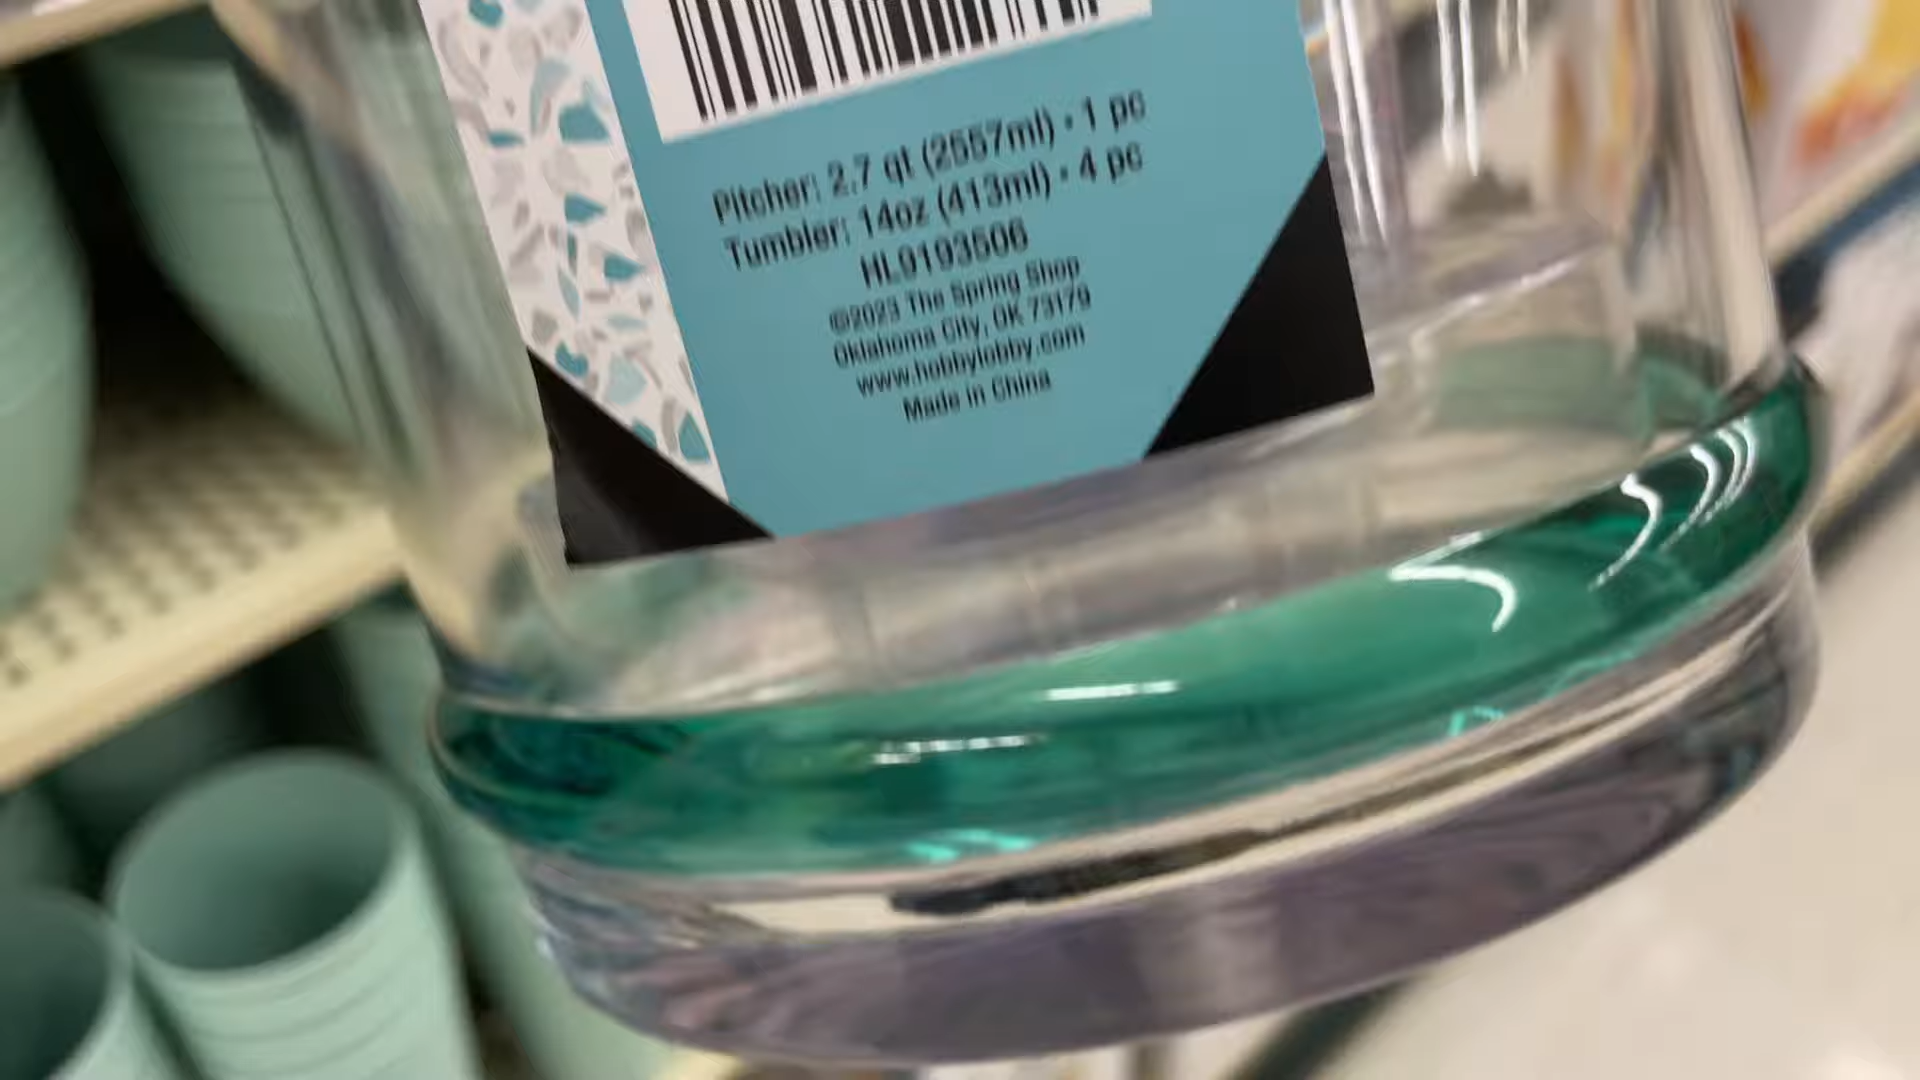 Pitcher: 2.7 qt (2557ml) • 1 pc
Tumbler: 14oz (413ml) • 4 pc
HL9193506
©2023 The Spring Shop
Oklahoma City, OK 73179
www.hobbylobby.com
Made in China